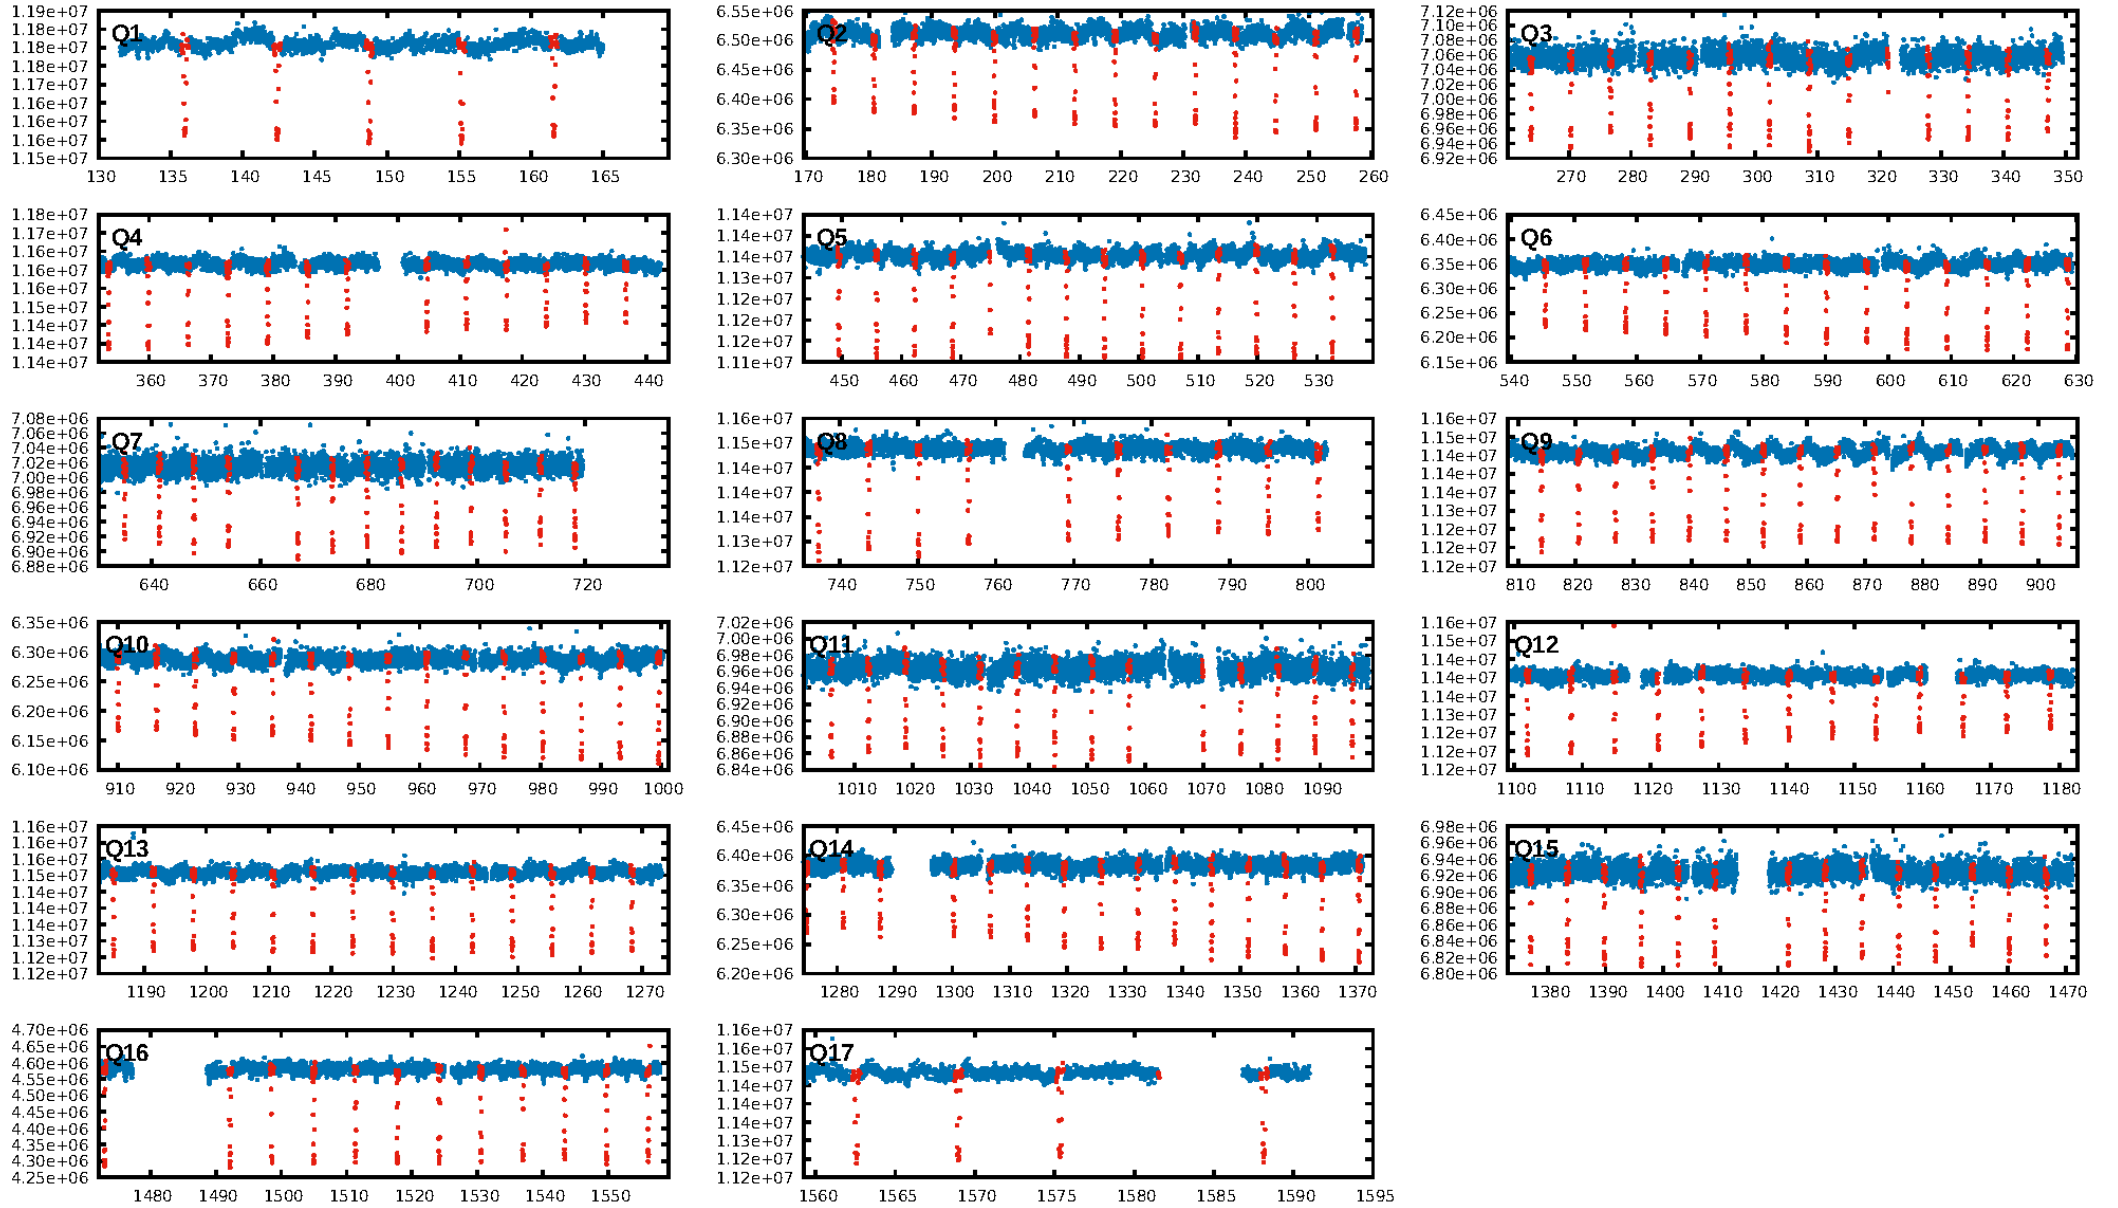 Q1
1.19e+07
1.18e+07
1.18e+07
1.18e+07
1.17e+07
1.16e+07
1.16e+07
1.16e+07
1.15e+07
130 135 140 145 150 155 160 165
Q2
6.55e+06
6.50e+06
6.45e+06
6.40e+06
6.35e+06
6.30e+06
170 180 190 200 210 220 230 240 250 260
Q3
7.12e+06
7.10e+06
7.08e+06
7.06e+06
7.04e+06
7.02e+06
7.00e+06
6.98e+06
6.96e+06
6.94e+06
6.92e+06
270 280 290 300 310 320 330 340 350
Q4
1.18e+07
1.17e+07
1.16e+07
1.16e+07
1.15e+07
1.15e+07
1.14e+07
1.14e+07
1.14e+07
360 370 380 390 400 410 420 430 440
Q5
1.14e+07
1.14e+07
1.14e+07
1.13e+07
1.12e+07
1.12e+07
1.12e+07
1.11e+07
450 460 470 480 490 500 510 520 530
Q6
6.45e+06
6.40e+06
6.35e+06
6.30e+06
6.25e+06
6.20e+06
6.15e+06
540 550 560 570 580 590 600 610 620 630
Q7
7.08e+06
7.06e+06
7.04e+06
7.02e+06
7.00e+06
6.98e+06
6.96e+06
6.94e+06
6.92e+06
6.90e+06
6.88e+06
640 660 680 700 720
Q8
1.16e+07
1.15e+07
1.14e+07
1.14e+07
1.14e+07
1.13e+07
1.12e+07
740 750 760 770 780 790 800
Q9
1.16e+07
1.15e+07
1.14e+07
1.14e+07
1.14e+07
1.12e+07
1.12e+07
1.12e+07
810 820 830 840 850 860 870 880 890 900
Q10
6.35e+06
6.30e+06
6.25e+06
6.20e+06
6.15e+06
6.10e+06
910 920 930 940 950 960 970 980 990 1000
Q11
7.02e+06
7.00e+06
6.98e+06
6.96e+06
6.94e+06
6.92e+06
6.90e+06
6.88e+06
6.86e+06
6.84e+06
1010 1020 1030 1040 1050 1060 1070 1080 1090
Q12
1.16e+07
1.15e+07
1.14e+07
1.14e+07
1.14e+07
1.13e+07
1.12e+07
1.12e+07
1.12e+07
1100 1110 1120 1130 1140 1150 1160 1170 1180
Q13
1.16e+07
1.16e+07
1.16e+07
1.15e+07
1.14e+07
1.14e+07
1.14e+07
1.13e+07
1.12e+07
1.12e+07
1190 1200 1210 1220 1230 1240 1250 1260 1270
Q14
6.45e+06
6.40e+06
6.35e+06
6.30e+06
6.25e+06
6.20e+06
1280 1290 1300 1310 1320 1330 1340 1350 1360 1370
Q15
6.98e+06
6.96e+06
6.94e+06
6.92e+06
6.90e+06
6.88e+06
6.86e+06
6.84e+06
6.82e+06
6.80e+06
1380 1390 1400 1410 1420 1430 1440 1450 1460 1470
Q16
4.70e+06
4.65e+06
4.60e+06
4.55e+06
4.50e+06
4.45e+06
4.40e+06
4.35e+06
4.30e+06
4.25e+06
1480 1490 1500 1510 1520 1530 1540 1550
Q17
1.16e+07
1.16e+07
1.15e+07
1.14e+07
1.14e+07
1.14e+07
1.13e+07
1.12e+07
1.12e+07
1560 1565 1570 1575 1580 1585 1590 1595